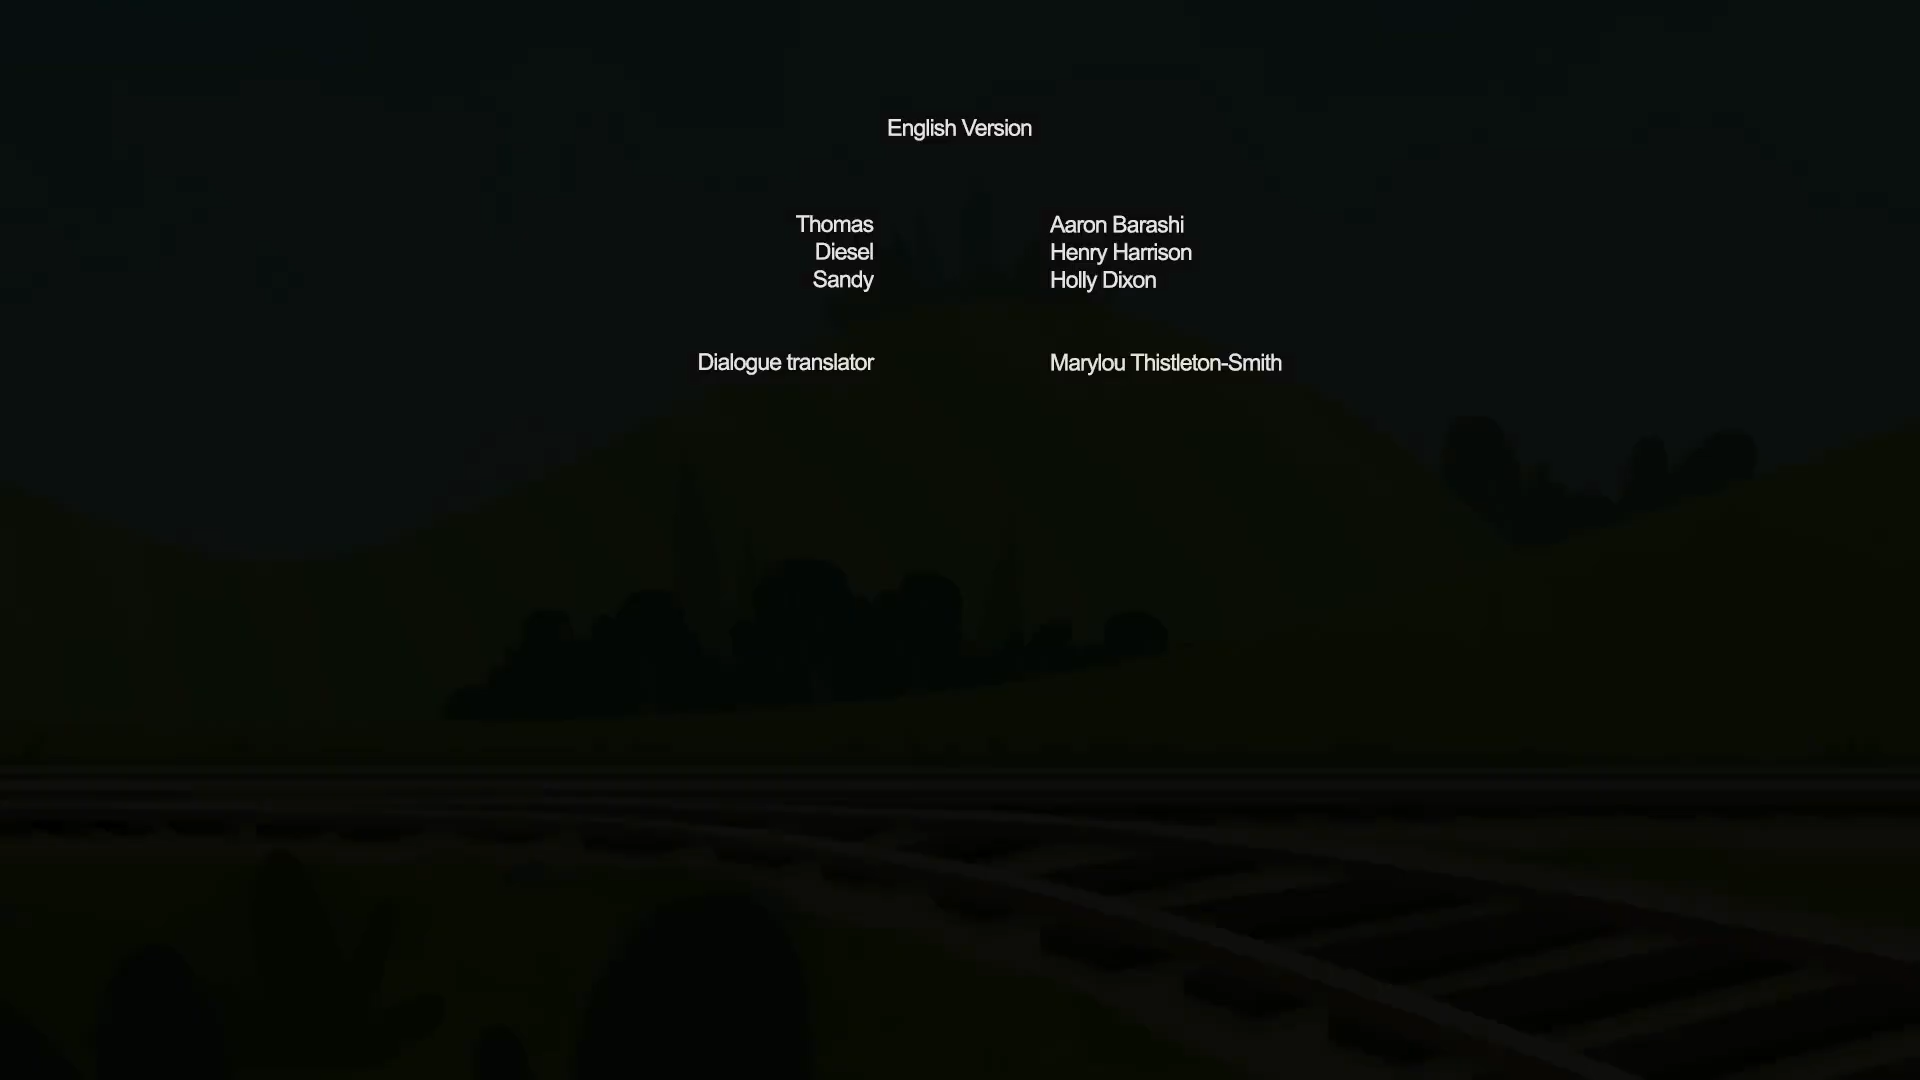 English Version
Thomas Aaron Barashi
Diesel Henry Harrison
Sandy Holly Dixon
Dialogue translator Marylou Thistleton-Smith